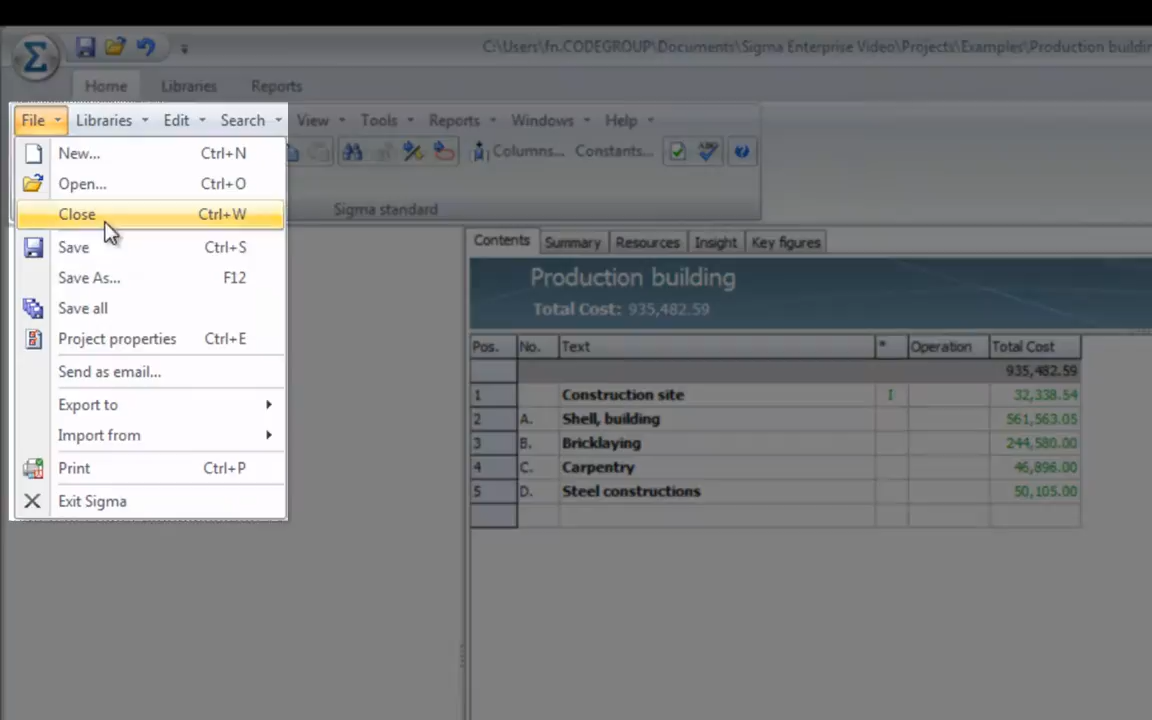 C:\Users\fn.CODEGROUP\Documents\Sigma Enterprise Video\Projects\Examples\Production buildin
Home Libraries Reports
File Libraries Edit Search View Tools Reports Windows Help
New... Ctrl+N
Columns... Constants...
Open... Ctrl+O
Close Ctrl+W
Sigma standard
Save Ctrl+S
Contents Summary Resources Insight Key figures
Save As... F12
Production building
Save all
Total Cost: 935,482.59
Project properties Ctrl+E
Pos. No. Text * Operation Total Cost
Send as email...
935,482.59
1 Construction site I 32,338.54
Export to
2 A. Shell, building 561,563.05
Import from
3 B. Bricklaying 244,580.00
Print Ctrl+P
4 C. Carpentry 46,896.00
5 D. Steel constructions 50,105.00
Exit Sigma